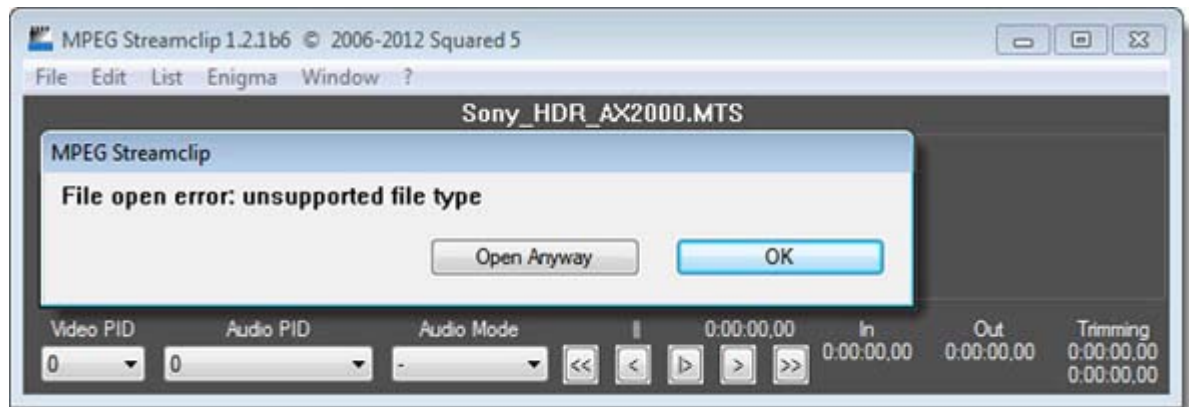 MPEG Streamclip 1.2.1b6 © 2006-2012 Squared 5
File Edit List Enigma Window ?
Sony_HDR_AX2000.MTS
MPEG Streamclip
File open error: unsupported file type
Open Anyway OK
Video PID Audio PID Audio Mode || 0:00:00,00 In Out Trimming
0 0 - << < |> > >> 0:00:00,00 0:00:00,00 0:00:00,00
0:00:00,00